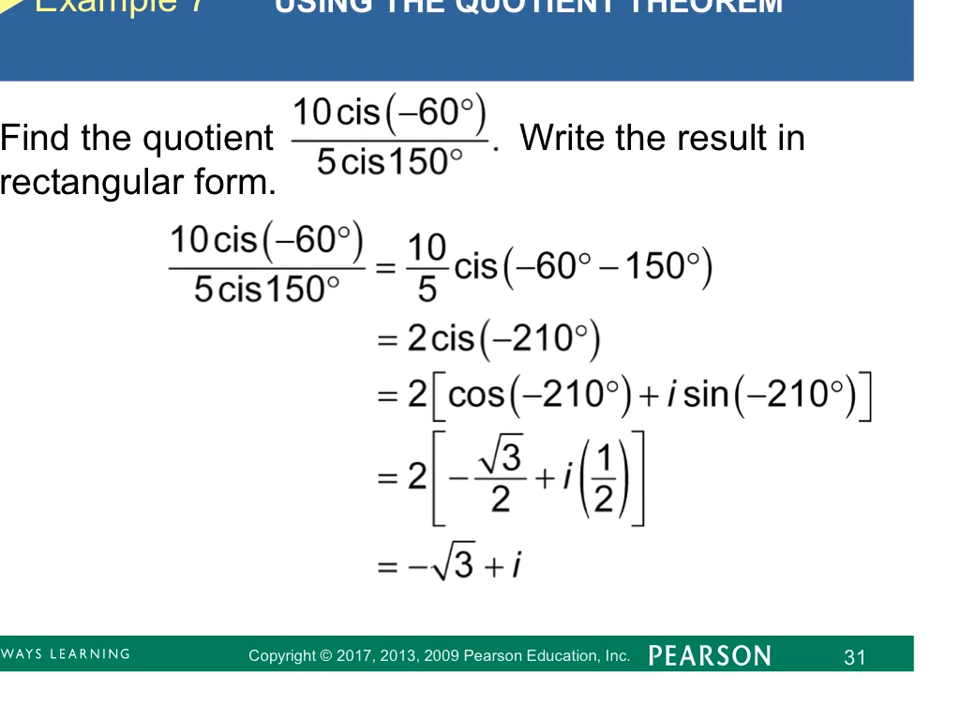 Example 7 USING THE QUOTIENT THEOREM
Find the quotient 10 cis(−60°) / 5 cis 150°. Write the result in
rectangular form.
10 cis(−60°) / 5 cis 150° = 10/5 cis(−60° − 150°)
= 2 cis(−210°)
= 2[cos(−210°) + i sin(−210°)]
= 2[−√3/2 + i(1/2)]
= −√3 + i
WAYS LEARNING Copyright © 2017, 2013, 2009 Pearson Education, Inc. PEARSON 31